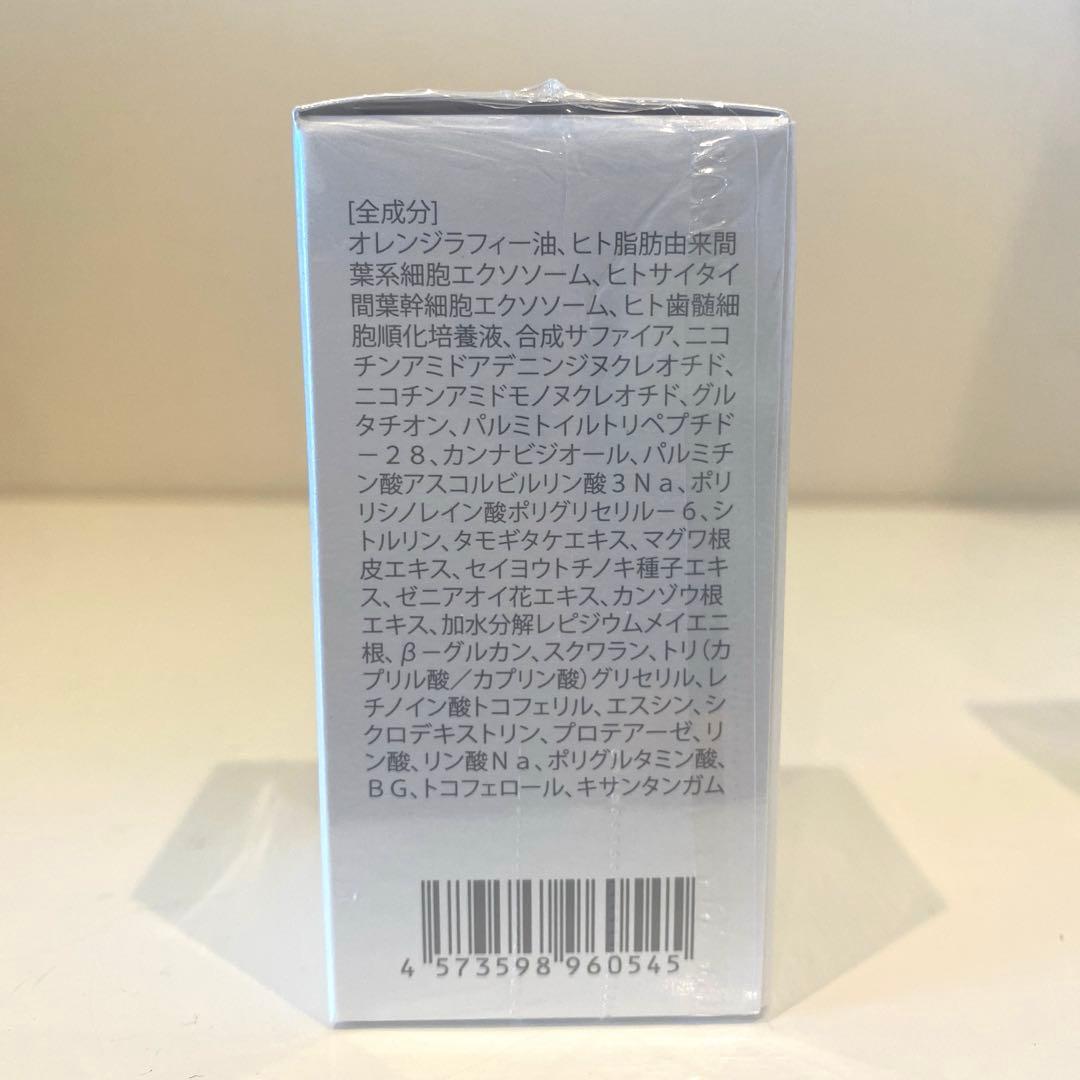 [全成分]
オレンジラフィー油、ヒト脂肪由来間
葉系細胞エクソソーム、ヒトサイタイ
間葉幹細胞エクソソーム、ヒト歯髄細
胞順化培養液、合成サファイア、ニコ
チンアミドアデニンジヌクレオチド、
ニコチンアミドモノヌクレオチド、グル
タチオン、パルミトイルトリペプチド
－２８、カンナビジオール、パルミチ
ン酸アスコルビルリン酸３Ｎａ、ポリ
リシノレイン酸ポリグリセリル－６、シ
トルリン、タモギタケエキス、マグワ根
皮エキス、セイヨウトチノキ種子エキ
ス、ゼニアオイ花エキス、カンゾウ根
エキス、加水分解レピジウムメイエニ
根、β－グルカン、スクワラン、トリ（カ
プリル酸／カプリン酸）グリセリル、レ
チノイン酸トコフェリル、エスシン、シ
クロデキストリン、プロテアーゼ、リ
ン酸、リン酸Ｎａ、ポリグルタミン酸、
ＢＧ、トコフェロール、キサンタンガム
4 573598 960545